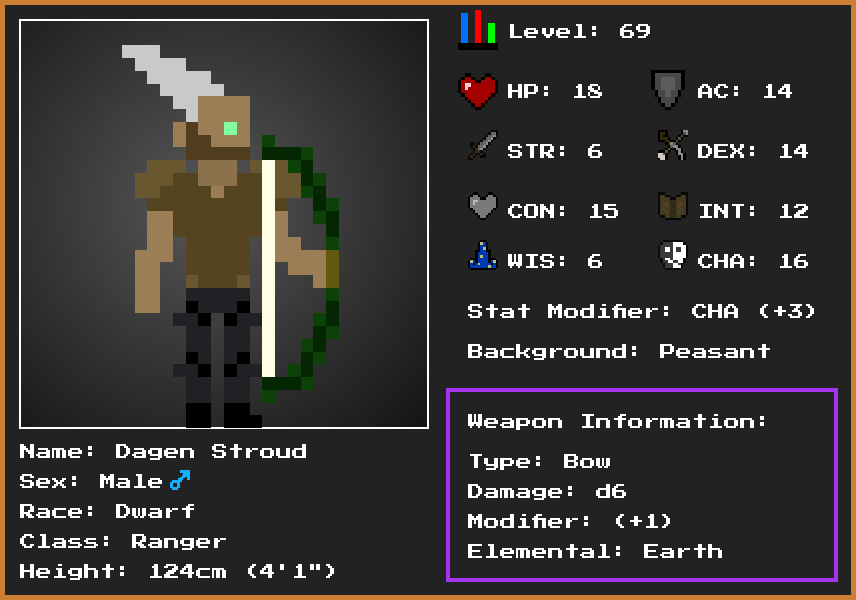 Level: 69
HP: 18
AC: 14
STR: 6
DEX: 14
CON: 15
INT: 12
WIS: 6
CHA: 16
Stat Modifier: CHA (+3)
Background: Peasant
Weapon Information:
Type: Bow
Damage: d6
Modifier: (+1)
Elemental: Earth
Name: Dagen Stroud
Sex: Male ♂
Race: Dwarf
Class: Ranger
Height: 124cm (4'1")